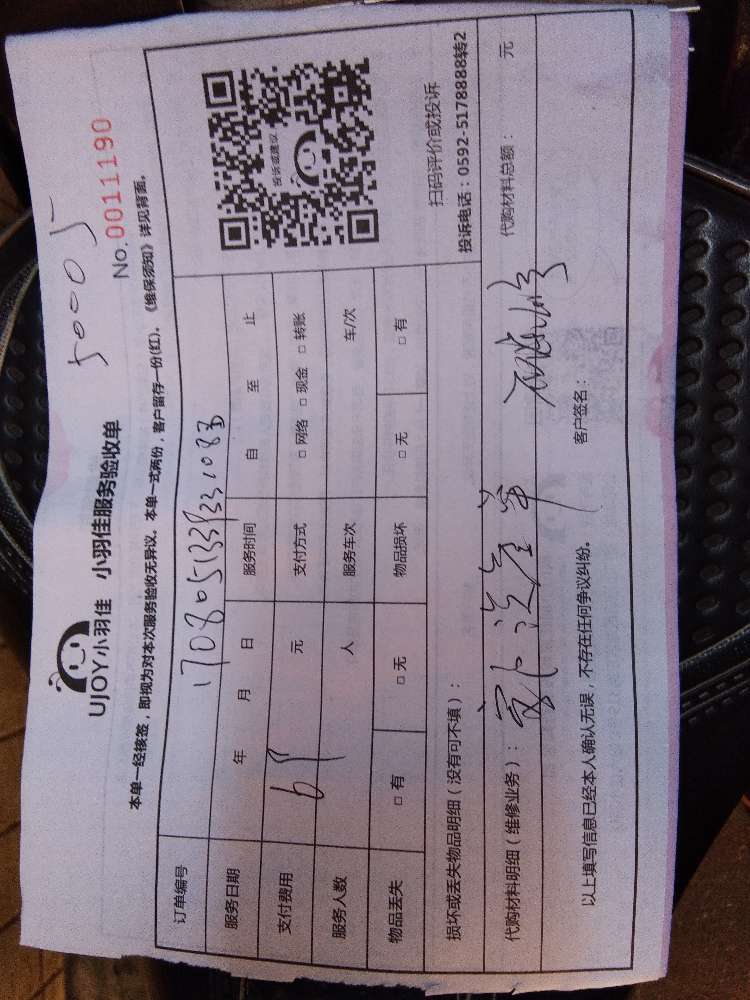 50005
UJOY小羽佳 小羽佳服务验收单
No. 0011190
本单一经核签，即视为对本次服务验收无异议，本单一式两份，客户留存一份(红)，《维保须知》详见背面。
订单编号
服务日期 年 月 日 服务时间 自 至 止
支付费用 元 支付方式 □ 网络 □ 现金 □ 转账
服务人数 人 服务车次 车/次
物品丢失 □ 有 □ 无 物品损坏 □ 无 □ 有
投诉或建议
扫码评价或投诉
投诉电话：0592-5178888转2
损坏或丢失物品明细（没有可不填）：
代购材料明细（维修业务）： 代购材料总额： 元
以上填写信息已经本人确认无误，不存在任何争议纠纷。 客户签名：